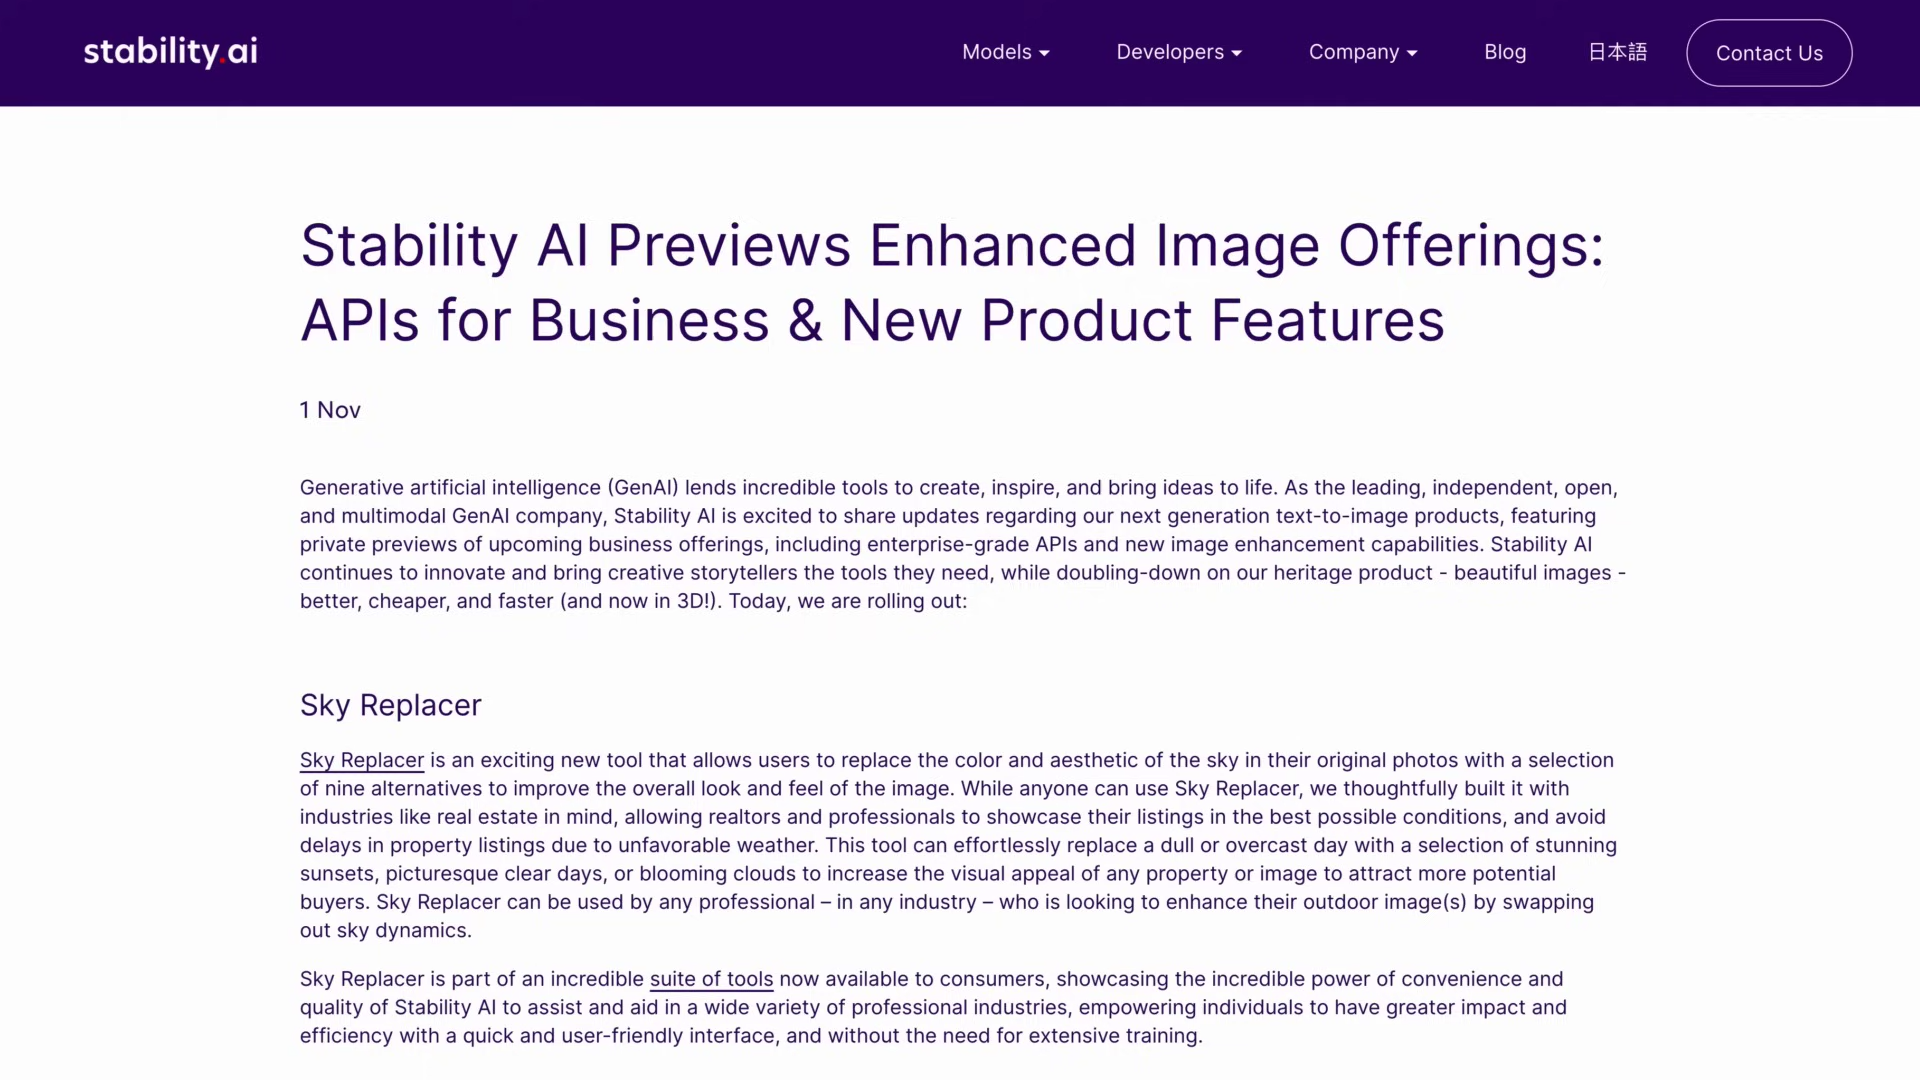 stability.ai
Models
Developers
Company
Blog
日本語
Contact Us
Stability AI Previews Enhanced Image Offerings:
APIs for Business & New Product Features
1 Nov
Generative artificial intelligence (GenAI) lends incredible tools to create, inspire, and bring ideas to life. As the leading, independent, open,
and multimodal GenAI company, Stability AI is excited to share updates regarding our next generation text-to-image products, featuring
private previews of upcoming business offerings, including enterprise-grade APIs and new image enhancement capabilities. Stability AI
continues to innovate and bring creative storytellers the tools they need, while doubling-down on our heritage product - beautiful images -
better, cheaper, and faster (and now in 3D!). Today, we are rolling out:
Sky Replacer
Sky Replacer is an exciting new tool that allows users to replace the color and aesthetic of the sky in their original photos with a selection
of nine alternatives to improve the overall look and feel of the image. While anyone can use Sky Replacer, we thoughtfully built it with
industries like real estate in mind, allowing realtors and professionals to showcase their listings in the best possible conditions, and avoid
delays in property listings due to unfavorable weather. This tool can effortlessly replace a dull or overcast day with a selection of stunning
sunsets, picturesque clear days, or blooming clouds to increase the visual appeal of any property or image to attract more potential
buyers. Sky Replacer can be used by any professional – in any industry – who is looking to enhance their outdoor image(s) by swapping
out sky dynamics.
Sky Replacer is part of an incredible suite of tools now available to consumers, showcasing the incredible power of convenience and
quality of Stability AI to assist and aid in a wide variety of professional industries, empowering individuals to have greater impact and
efficiency with a quick and user-friendly interface, and without the need for extensive training.